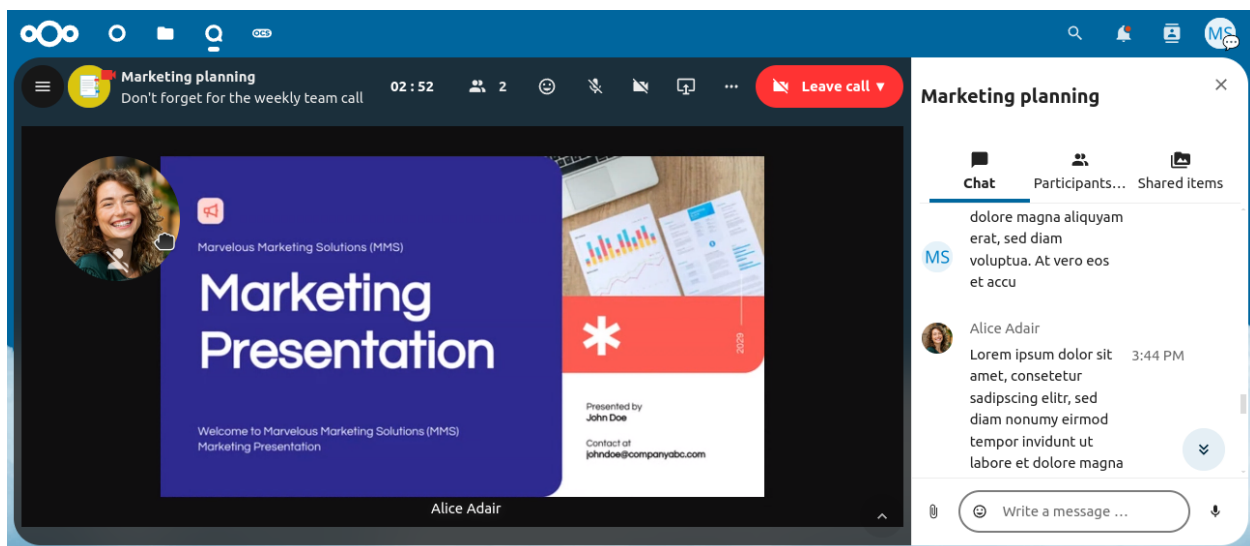 ocs
MS
Marketing planning
Don't forget for the weekly team call
02 : 52
2
Leave call
Marvelous Marketing Solutions (MMS)
Marketing
Presentation
Welcome to Marvelous Marketing Solutions (MMS)
Marketing Presentation
2029
Presented by
John Doe
Contact at
johndoe@companyabc.com
Alice Adair
Marketing planning
Chat
Participants…
Shared items
dolore magna aliquyam
erat, sed diam
voluptua. At vero eos
et accu
MS
Alice Adair
Lorem ipsum dolor sit
3:44 PM
amet, consetetur
sadipscing elitr, sed
diam nonumy eirmod
tempor invidunt ut
labore et dolore magna
Write a message …